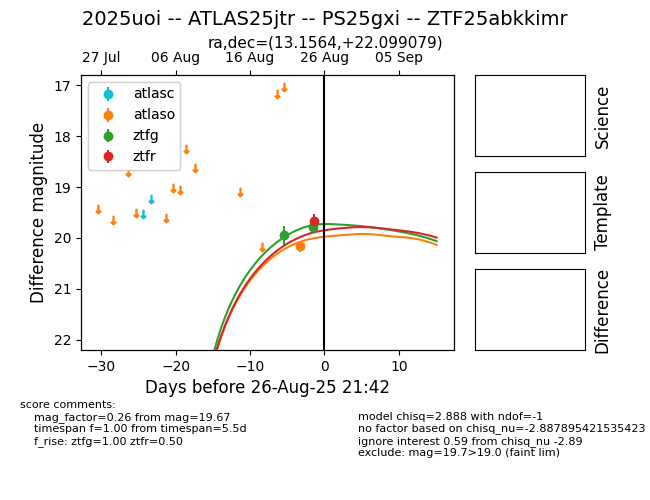 2025uoi -- ATLAS25jtr -- PS25gxi -- ZTF25abkkimr
ra,dec=(13.1564,+22.099079)
27 Jul 06 Aug 16 Aug 26 Aug 05 Sep
atlasc
atlaso
ztfg
ztfr
17
18
19
20
21
22
Difference magnitude
−30 −20 −10 0 10
Days before 26-Aug-25 21:42
Science
Template
Difference
score comments:
mag_factor=0.26 from mag=19.67
timespan f=1.00 from timespan=5.5d
f_rise: ztfg=1.00 ztfr=0.50
model chisq=2.888 with ndof=-1
no factor based on chisq_nu=-2.887895421535423
ignore interest 0.59 from chisq_nu -2.89
exclude: mag=19.7>19.0 (faint lim)